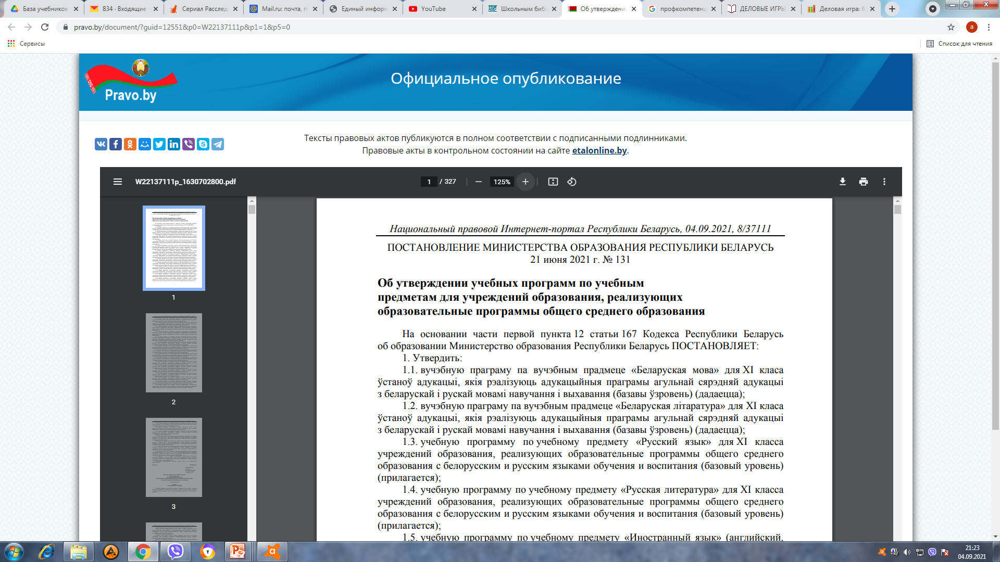 База учебников
834 · Входящие
Сериал Расслед
Mail.ru: почта, п
Единый информ
YouTube
Школьным биб
Об утверждени
профкомпетен
ДЕЛОВЫЕ ИГРЫ
Деловая игра: б
pravo.by/document/?guid=12551&p0=W22137111p&p1=1&p5=0
a
Сервисы
Список для чтения
Pravo.by
Официальное опубликование
Тексты правовых актов публикуются в полном соответствии с подписанными подлинниками.
Правовые акты в контрольном состоянии на сайте etalonline.by.
W22137111p_1630702800.pdf
1 / 327
125%
1
2
3
Национальный правовой Интернет-портал Республики Беларусь, 04.09.2021, 8/37111
ПОСТАНОВЛЕНИЕ МИНИСТЕРСТВА ОБРАЗОВАНИЯ РЕСПУБЛИКИ БЕЛАРУСЬ
21 июня 2021 г. № 131
Об утверждении учебных программ по учебным
предметам для учреждений образования, реализующих
образовательные программы общего среднего образования
На основании части первой пункта 12 статьи 167 Кодекса Республики Беларусь
об образовании Министерство образования Республики Беларусь ПОСТАНОВЛЯЕТ:
1. Утвердить:
1.1. вучэбную праграму па вучэбным прадмеце «Беларуская мова» для XI класа
ўстаноў адукацыі, якія рэалізуюць адукацыйныя праграмы агульнай сярэдняй адукацыі
з беларускай і рускай мовамі навучання і выхавання (базавы ўзровень) (дадаецца);
1.2. вучэбную праграму па вучэбным прадмеце «Беларуская літаратура» для XI класа
ўстаноў адукацыі, якія рэалізуюць адукацыйныя праграмы агульнай сярэдняй адукацыі
з беларускай і рускай мовамі навучання і выхавання (базавы ўзровень) (дадаецца);
1.3. учебную программу по учебному предмету «Русский язык» для XI класса
учреждений образования, реализующих образовательные программы общего среднего
образования с белорусским и русским языками обучения и воспитания (базовый уровень)
(прилагается);
1.4. учебную программу по учебному предмету «Русская литература» для XI класса
учреждений образования, реализующих образовательные программы общего среднего
образования с белорусским и русским языками обучения и воспитания (базовый уровень)
(прилагается);
1.5. учебную программу по учебному предмету «Иностранный язык» (английский,
21:23
04.09.2021